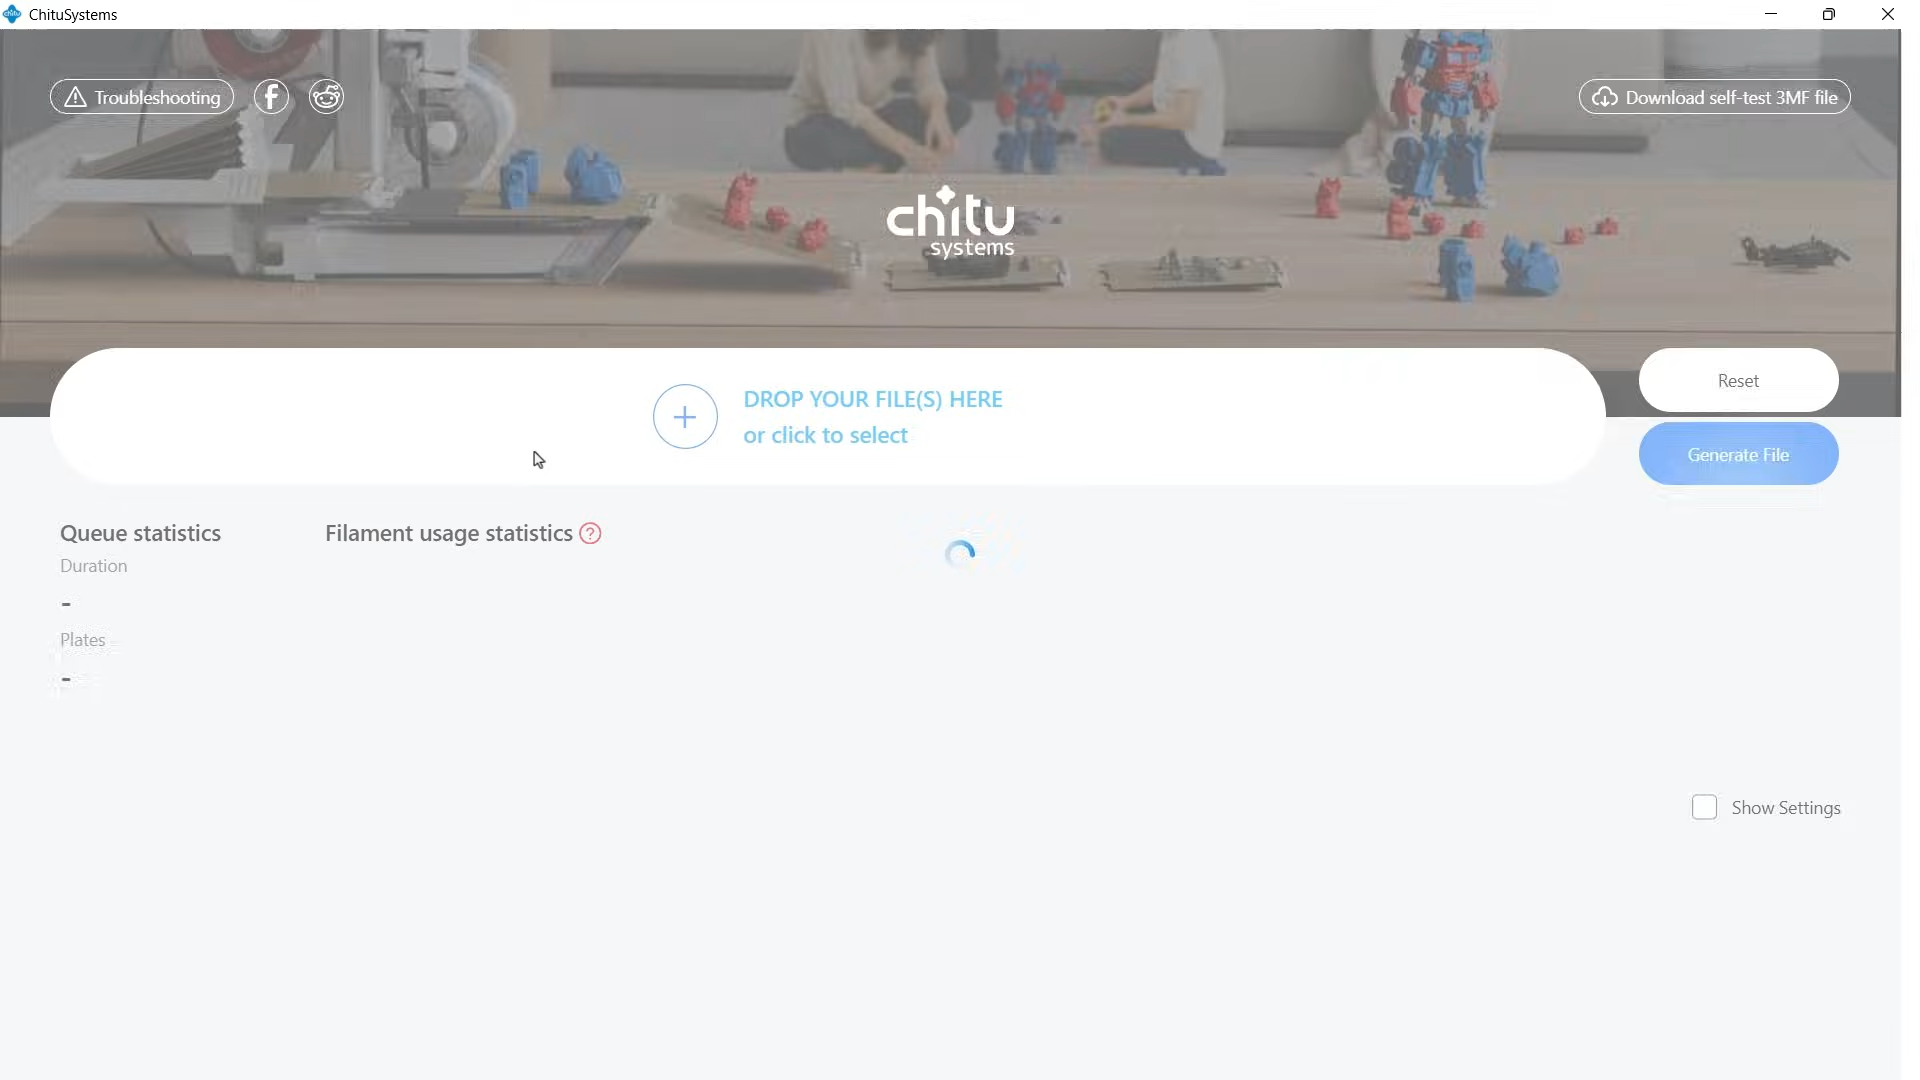 ChituSystems
Troubleshooting
Download self-test 3MF file
chitu
systems
DROP YOUR FILE(S) HERE
or click to select
Reset
Generate File
Queue statistics
Filament usage statistics ?
Duration
-
Plates
-
Show Settings